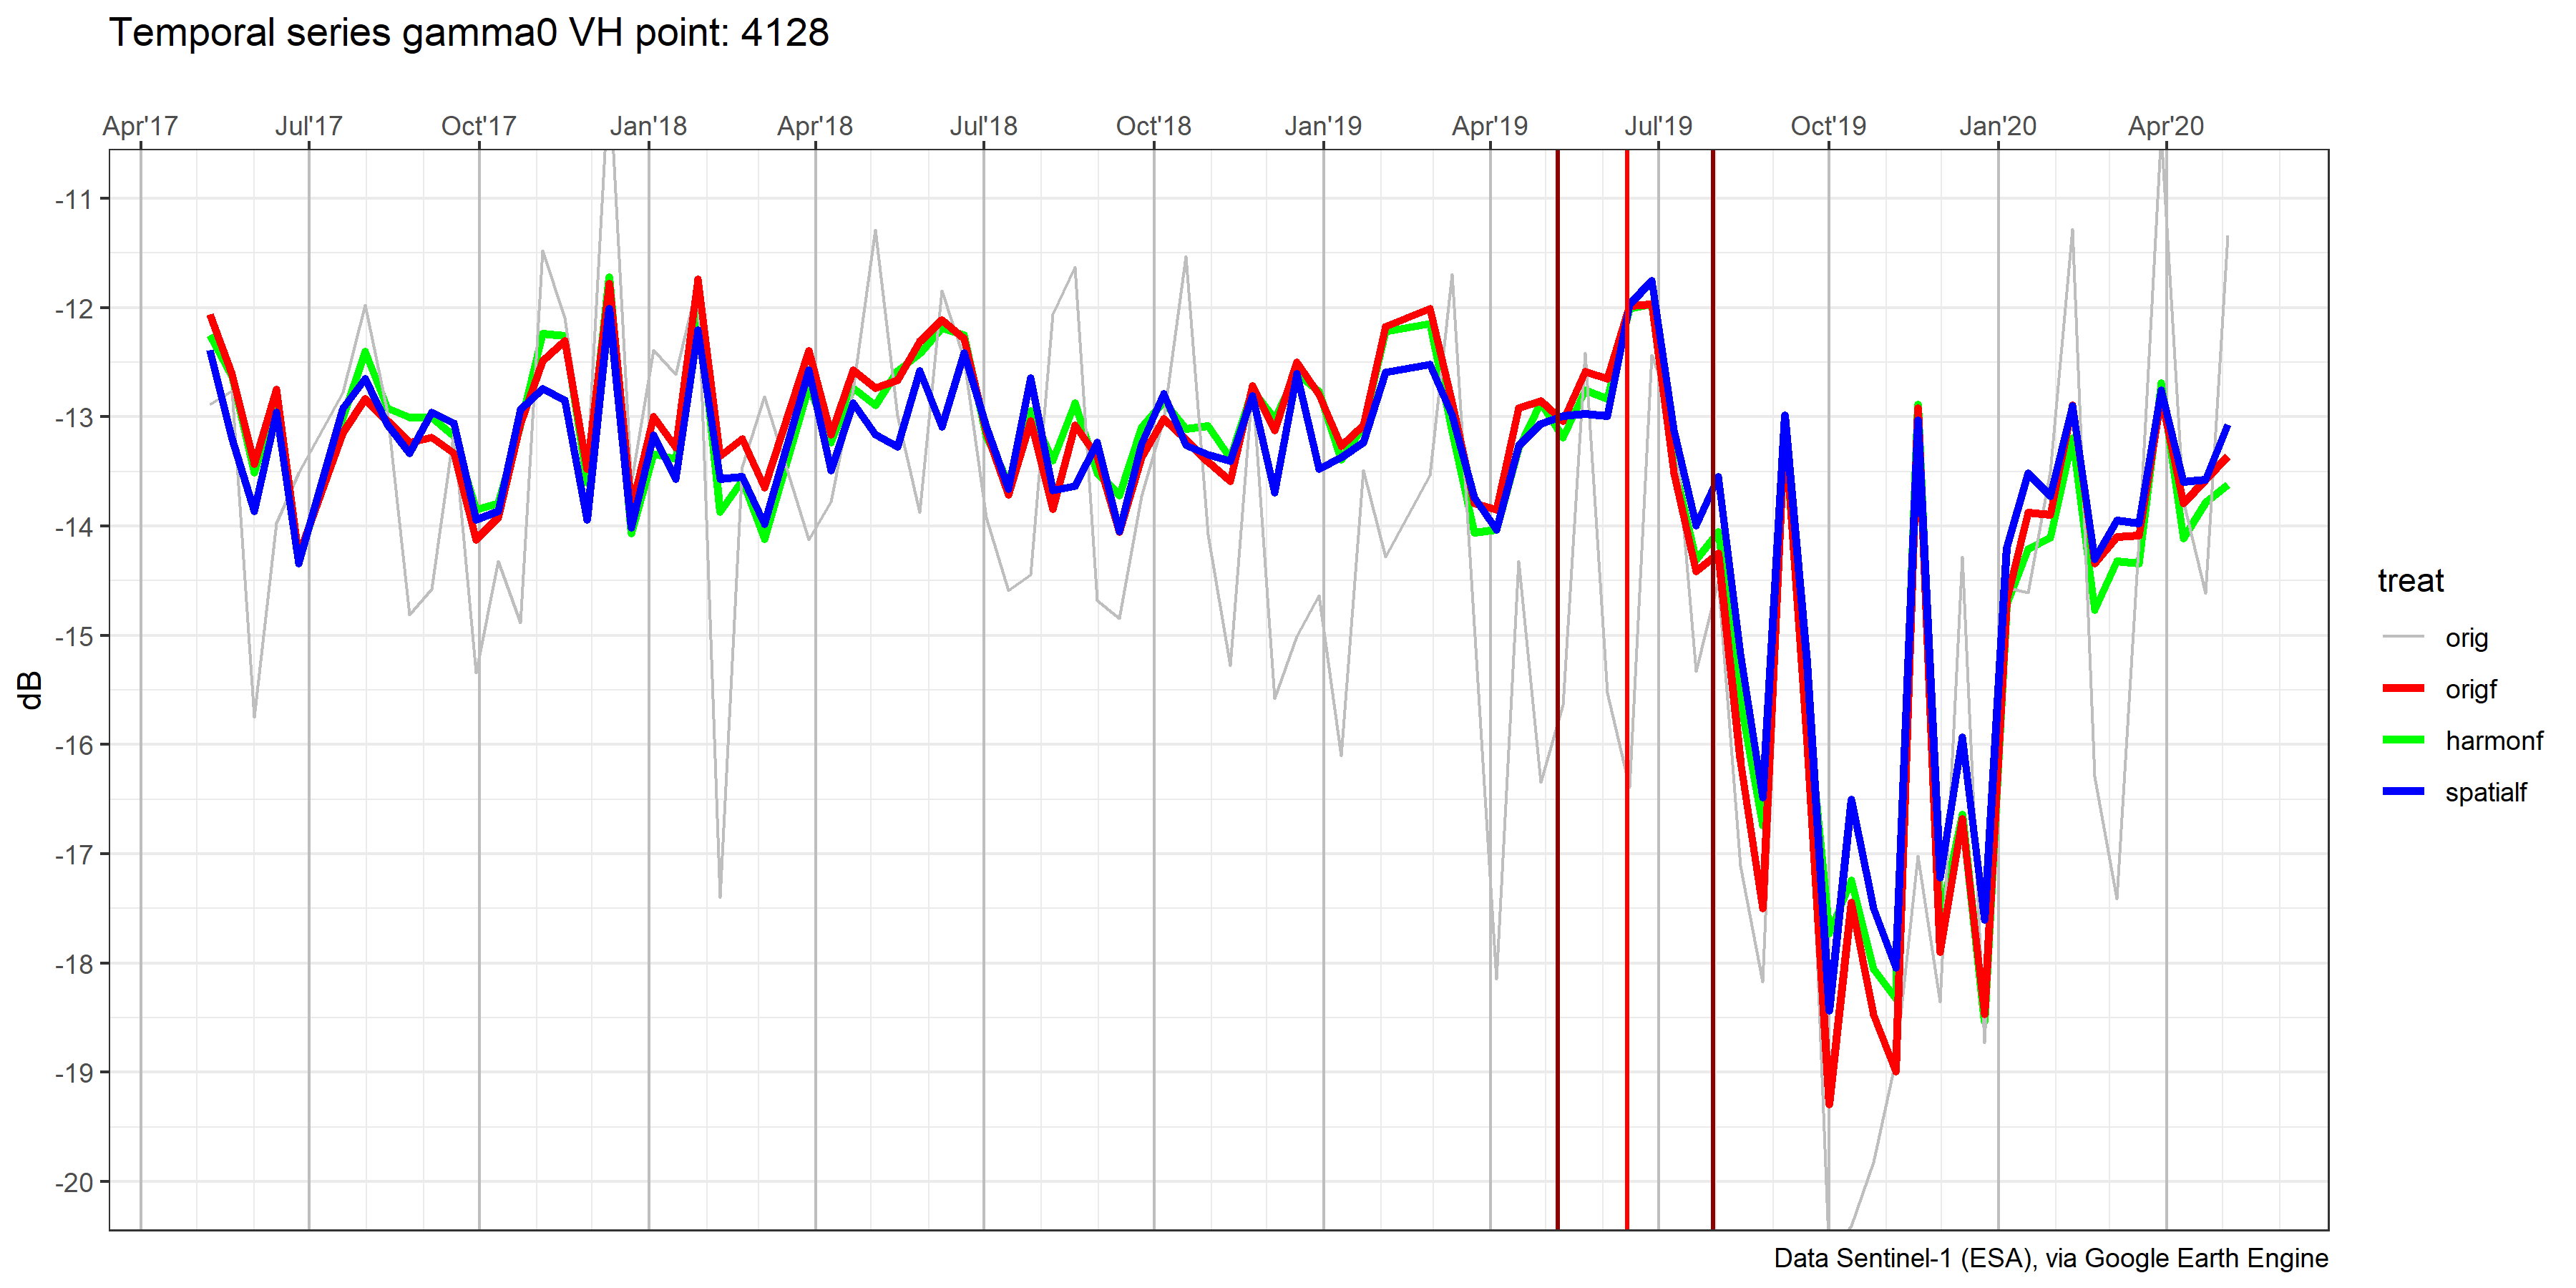 Temporal series gamma0 VH point: 4128
Apr'17 Jul'17 Oct'17 Jan'18 Apr'18 Jul'18 Oct'18 Jan'19 Apr'19 Jul'19 Oct'19 Jan'20 Apr'20
-11
-12
-13
-14
-15
-16
-17
-18
-19
-20
dB
treat
orig
origf
harmonf
spatialf
Data Sentinel-1 (ESA), via Google Earth Engine